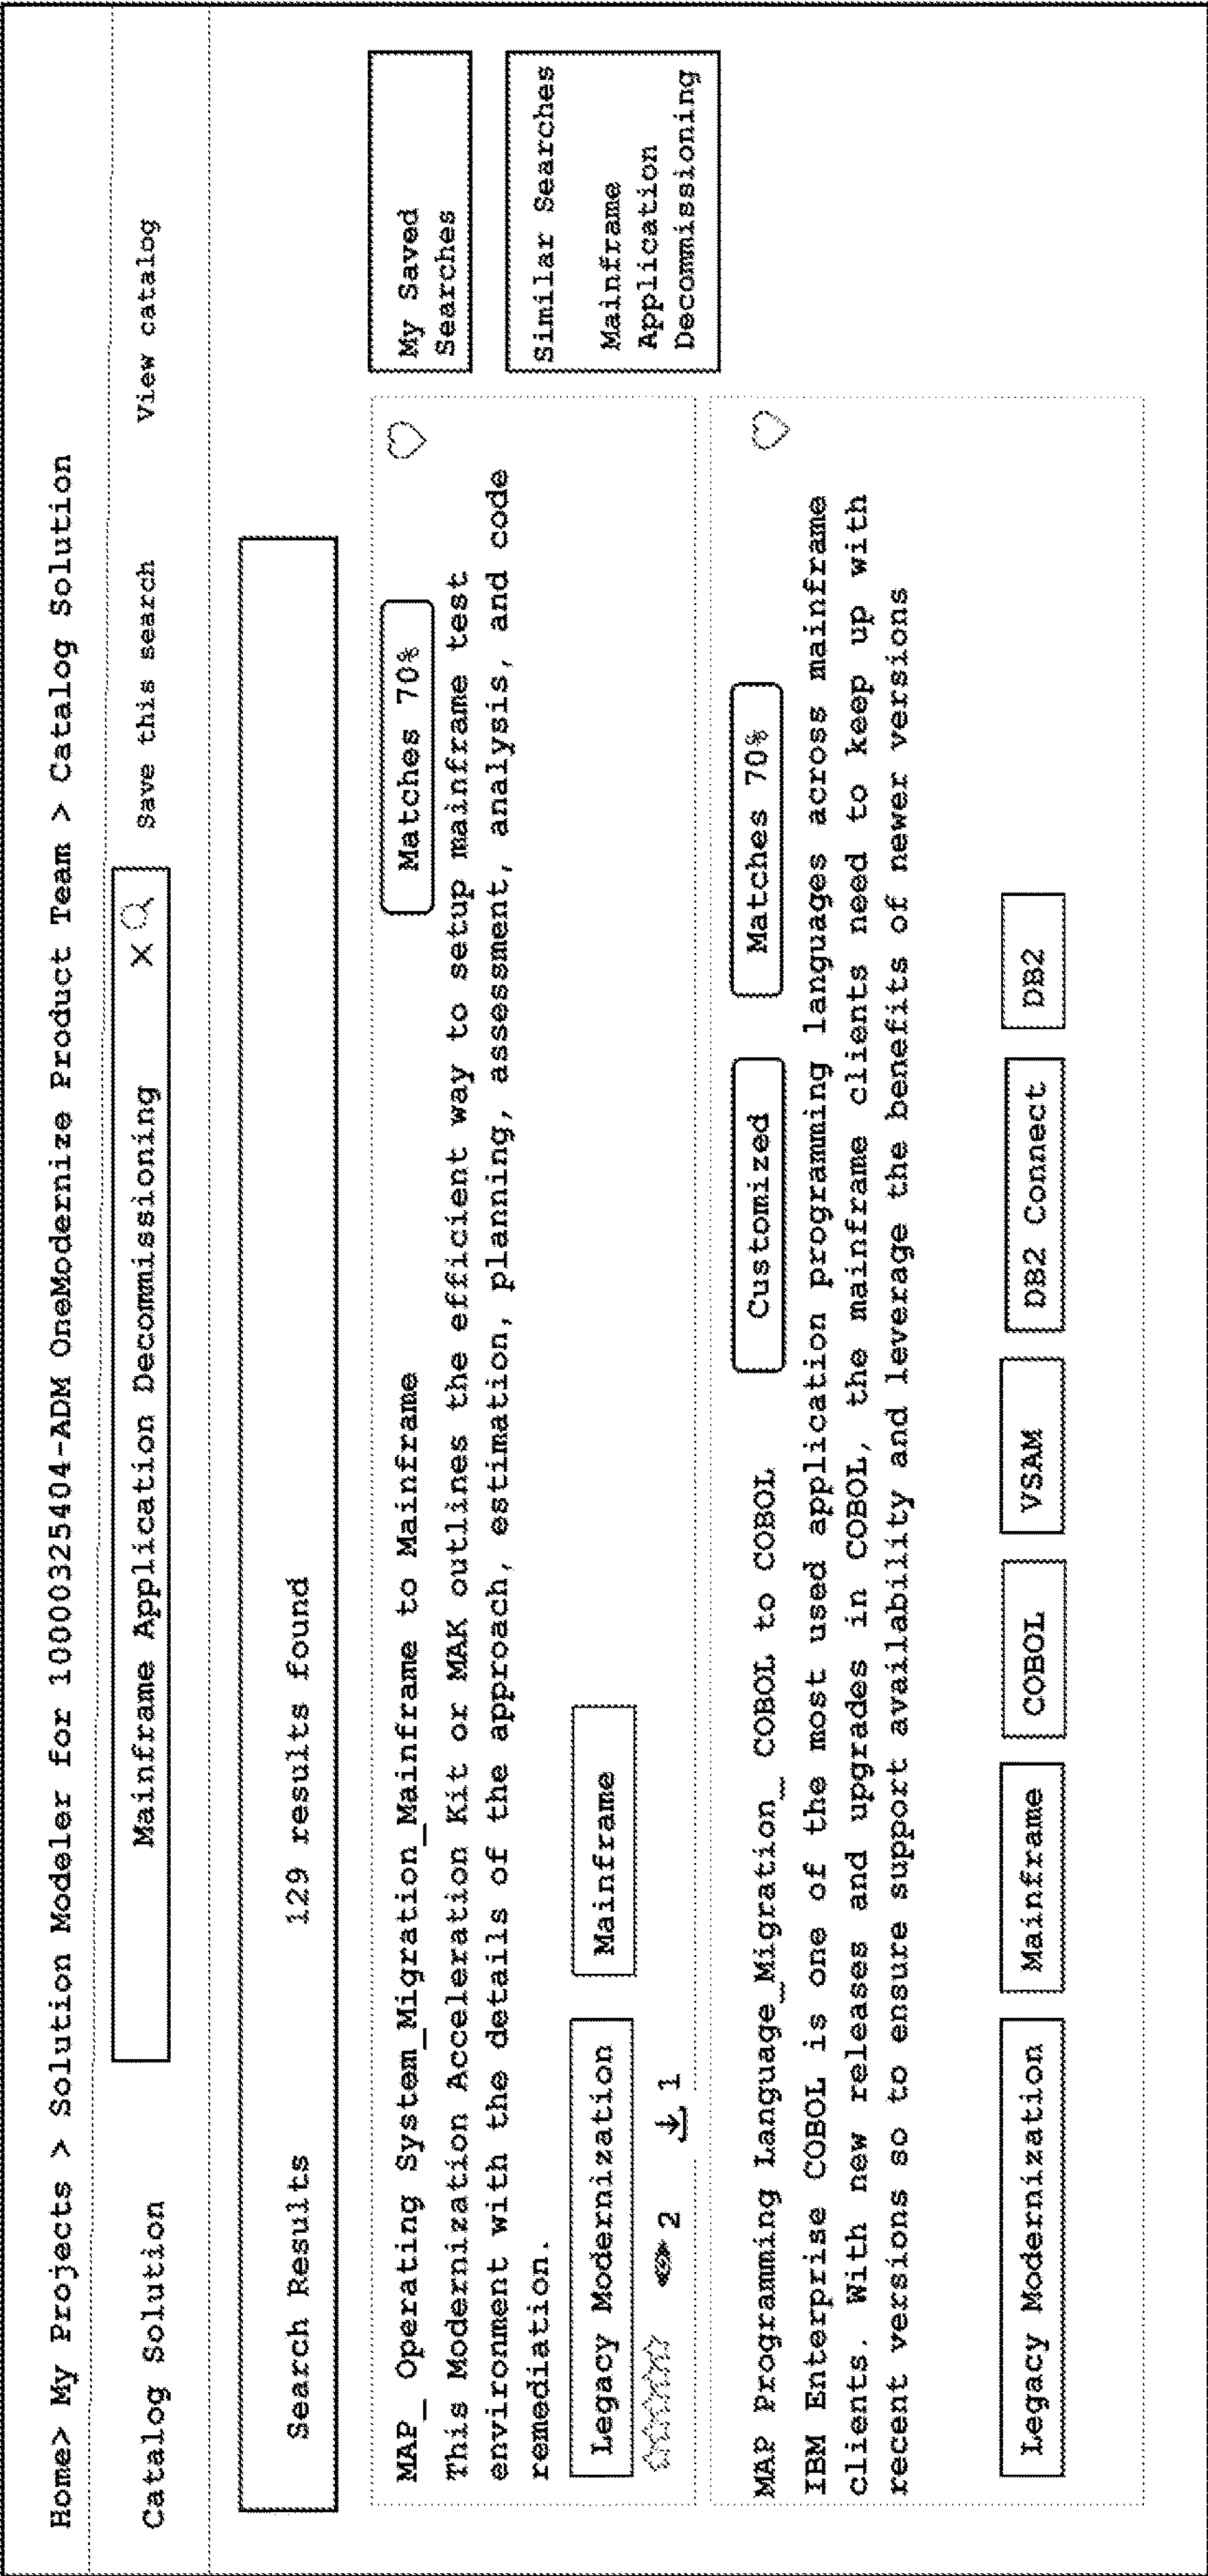 Home> My Projects > Solution Modeler for 1000325404-ADM OneModernize Product Team > Catalog Solution
Catalog Solution
Mainframe Application Decommissioning X
Save this search
View catalog
Search Results
129 results found
MAP_ Operating System_Migration_Mainframe to Mainframe
Matches 70%
This Modernization Acceleration Kit or MAK outlines the efficient way to setup mainframe test
environment with the details of the approach, estimation, planning, assessment, analysis, and code
remediation.
Legacy Modernization
Mainframe
2
1
My Saved
Searches
Similar Searches
Mainframe
Application
Decommissioning
MAP Programming Language_Migration_ COBOL to COBOL
Customized
Matches 70%
IBM Enterprise COBOL is one of the most used application programming languages across mainframe
clients. With new releases and upgrades in COBOL, the mainframe clients need to keep up with
recent versions so to ensure support availability and leverage the benefits of newer versions
Legacy Modernization
Mainframe
COBOL
VSAM
DB2 Connect
DB2